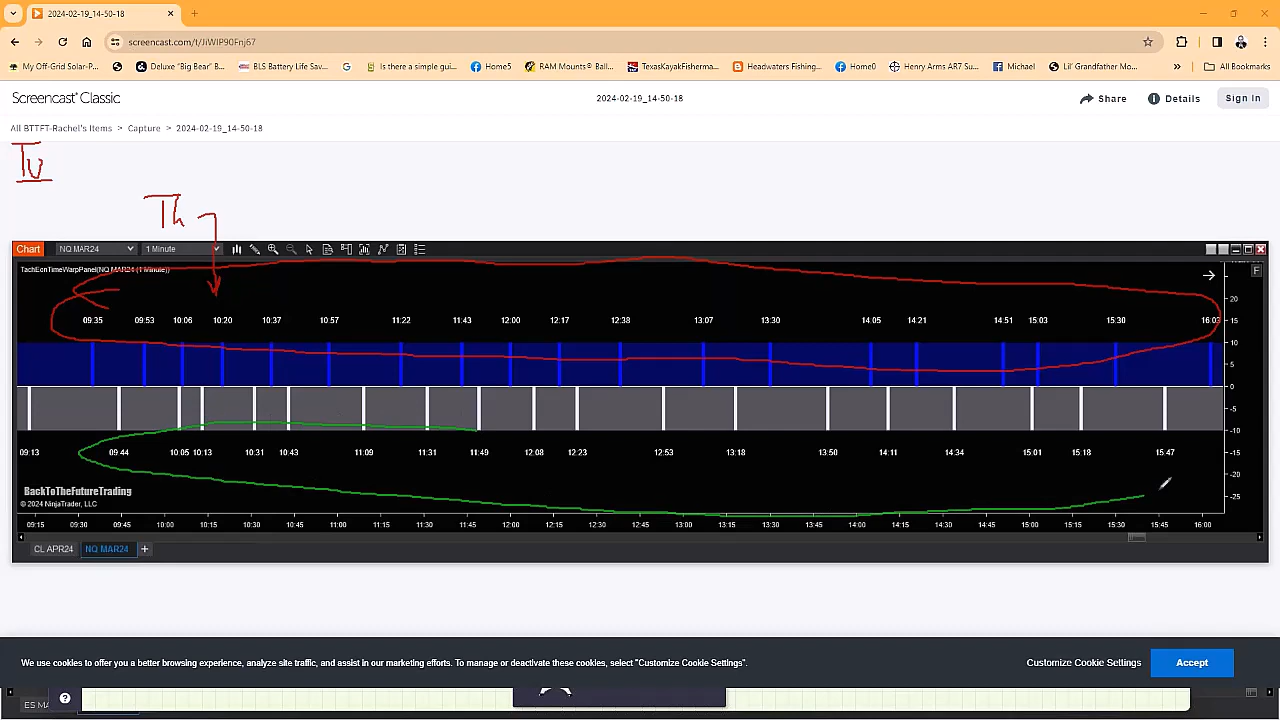 2024-02-19_14-50-18
screencast.com/t/JiWIP90Fnj67
My Off-Grid Solar-P... Deluxe "Big Bear" B... BLS Battery Life Sav... Is there a simple gui... Home5 RAM Mounts® Ball... TexasKayakFisherma... Headwaters Fishing... Home0 Henry Arms AR7 Su... Michael Lil' Grandfather Mo... » All Bookmarks
Screencast® Classic 2024-02-19_14-50-18 Share Details Sign In
All BTTFT-Rachel's Items > Capture > 2024-02-19_14-50-18
Tu
Th
Chart NQ MAR24 1 Minute
TachEonTimeWarpPanel(NQ MAR24 (1 Minute)) F
20
09:35 09:53 10:06 10:20 10:37 10:57 11:22 11:43 12:00 12:17 12:38 13:07 13:30 14:05 14:21 14:51 15:03 15:30 16:03 15
10
5
0
-5
-10
09:13 09:44 10:05 10:13 10:31 10:43 11:09 11:31 11:49 12:08 12:23 12:53 13:18 13:50 14:11 14:34 15:01 15:18 15:47 -15
-20
BackToTheFutureTrading
-25
© 2024 NinjaTrader, LLC
09:15 09:30 09:45 10:00 10:15 10:30 10:45 11:00 11:15 11:30 11:45 12:00 12:15 12:30 12:45 13:00 13:15 13:30 13:45 14:00 14:15 14:30 14:45 15:00 15:15 15:30 15:45 16:00
CL APR24 NQ MAR24 +
We use cookies to offer you a better browsing experience, analyze site traffic, and assist in our marketing efforts. To manage or deactivate these cookies, select "Customize Cookie Settings". Customize Cookie Settings Accept
ES MA